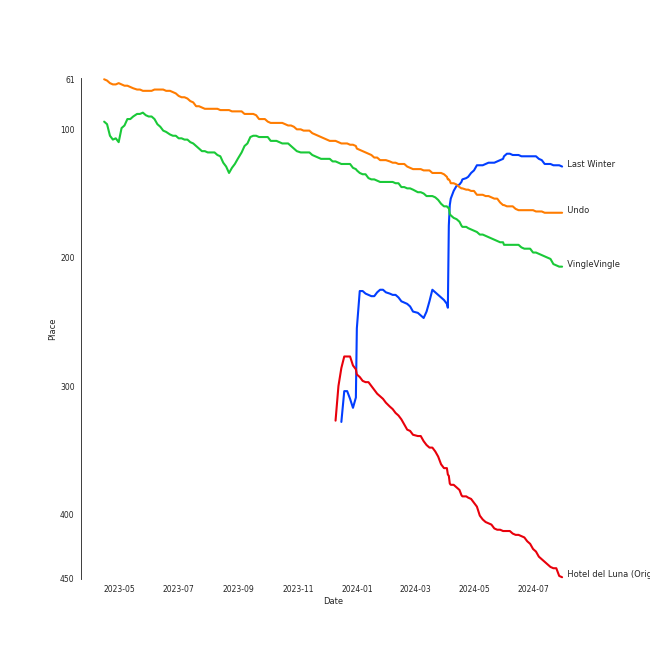 61
100
200
300
400
450
Place
2023-05 2023-07 2023-09 2023-11 2024-01 2024-03 2024-05 2024-07
Date
Last Winter
Undo
VingleVingle
Hotel del Luna (Orig